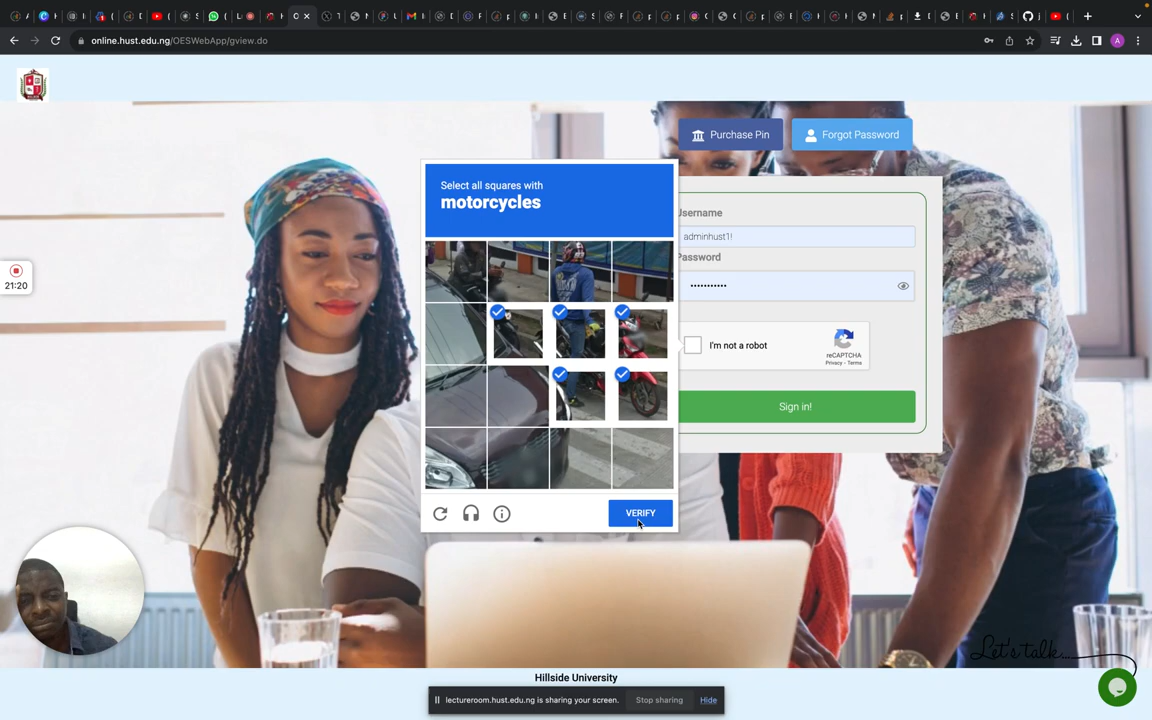 online.hust.edu.ng/OESWebApp/gview.do
Purchase Pin
Forgot Password
Select all squares with
motorcycles
Username
adminhust1!
Password
•••••••••••
I'm not a robot
reCAPTCHA
Privacy - Terms
Sign in!
21:20
VERIFY
Let's talk....
Hillside University
lectureroom.hust.edu.ng is sharing your screen.
Stop sharing
Hide